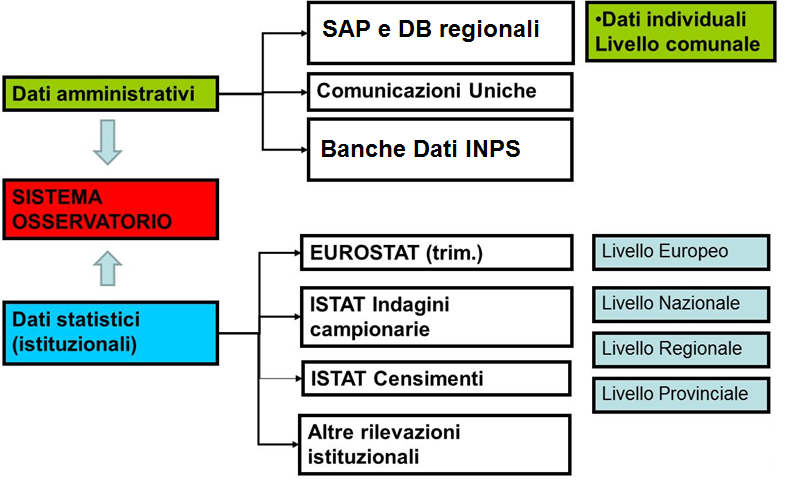 SAP e DB regionali
•Dati individuali
Livello comunale
Dati amministrativi
Comunicazioni Uniche
Banche Dati INPS
SISTEMA
OSSERVATORIO
EUROSTAT (trim.)
Livello Europeo
Dati statistici
(istituzionali)
ISTAT Indagini
campionarie
Livello Nazionale
Livello Regionale
ISTAT Censimenti
Livello Provinciale
Altre rilevazioni
istituzionali